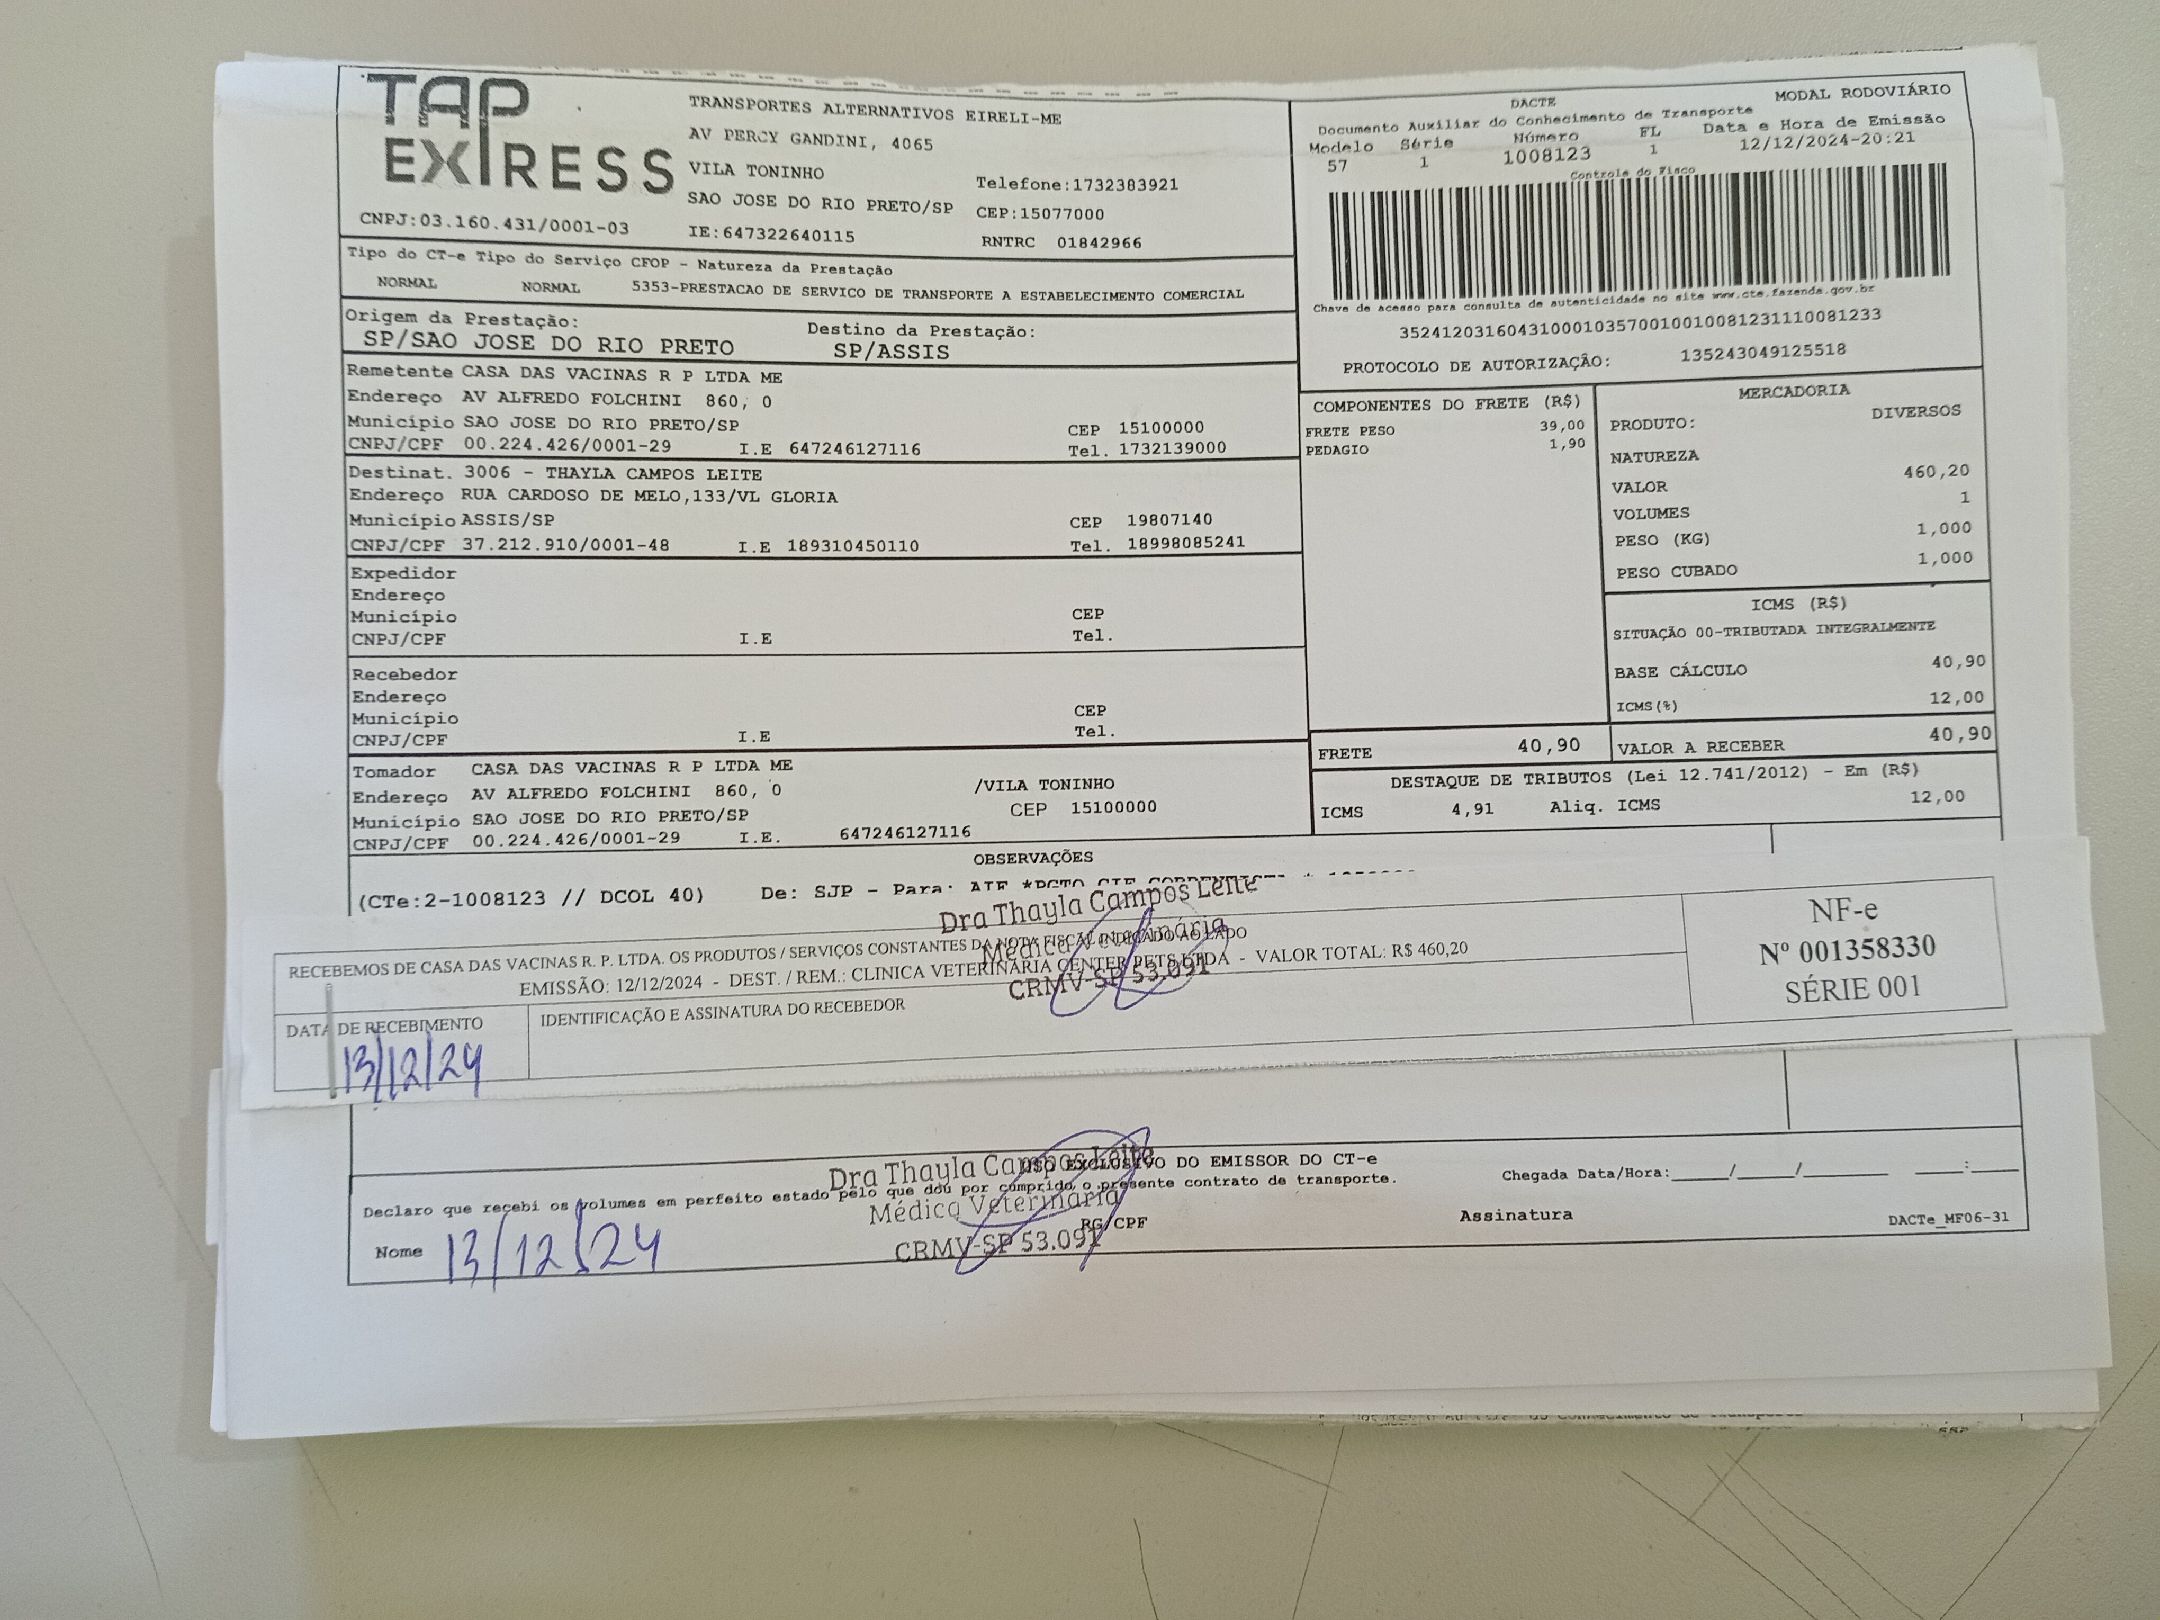 TAP
EXPRESS
CNPJ:03.160.431/0001-03
TRANSPORTES ALTERNATIVOS EIRELI-ME
AV PERCY GANDINI, 4065
VILA TONINHO
Telefone:1732383921
SAO JOSE DO RIO PRETO/SP CEP:15077000
IE:647322640115 RNTRC 01842966
DACTE MODAL RODOVIÁRIO
Documento Auxiliar do Conhecimento de Transporte
Modelo Série Número FL Data e Hora de Emissão
57 1 1008123 1 12/12/2024-20:21
Controle do Fisco
Chave de acesso para consulta de autenticidade no site www.cte.fazenda.gov.br
35241203160431000103570010010081231110081233
PROTOCOLO DE AUTORIZAÇÃO: 135243049125518
Tipo do CT-e Tipo do Serviço CFOP - Natureza da Prestação
NORMAL NORMAL 5353-PRESTACAO DE SERVICO DE TRANSPORTE A ESTABELECIMENTO COMERCIAL
Origem da Prestação: Destino da Prestação:
SP/SAO JOSE DO RIO PRETO SP/ASSIS
Remetente CASA DAS VACINAS R P LTDA ME
Endereço AV ALFREDO FOLCHINI 860, 0
Município SAO JOSE DO RIO PRETO/SP CEP 15100000
CNPJ/CPF 00.224.426/0001-29 I.E 647246127116 Tel. 1732139000
Destinat. 3006 - THAYLA CAMPOS LEITE
Endereço RUA CARDOSO DE MELO,133/VL GLORIA
Município ASSIS/SP CEP 19807140
CNPJ/CPF 37.212.910/0001-48 I.E 189310450110 Tel. 18998085241
Expedidor
Endereço
Município CEP
CNPJ/CPF I.E Tel.
Recebedor
Endereço
Município CEP
CNPJ/CPF I.E Tel.
Tomador CASA DAS VACINAS R P LTDA ME
Endereço AV ALFREDO FOLCHINI 860, 0 /VILA TONINHO
Município SAO JOSE DO RIO PRETO/SP CEP 15100000
CNPJ/CPF 00.224.426/0001-29 I.E. 647246127116
COMPONENTES DO FRETE (R$)
FRETE PESO 39,00
PEDAGIO 1,90
FRETE 40,90
MERCADORIA
PRODUTO: DIVERSOS
NATUREZA
VALOR 460,20
VOLUMES 1
PESO (KG) 1,000
PESO CUBADO 1,000
ICMS (R$)
SITUAÇÃO 00-TRIBUTADA INTEGRALMENTE
BASE CÁLCULO 40,90
ICMS(%) 12,00
VALOR A RECEBER 40,90
DESTAQUE DE TRIBUTOS (Lei 12.741/2012) - Em (R$)
ICMS 4,91 Aliq. ICMS 12,00
OBSERVAÇÕES
(CTe:2-1008123 // DCOL 40) De: SJP - Para:
Dra Thayla Campos Leite
Médica Veterinária
CRMV-SP 53.091
RECEBEMOS DE CASA DAS VACINAS R. P. LTDA. OS PRODUTOS / SERVIÇOS CONSTANTES DA NOTA FISCAL INDICADO AO LADO
EMISSÃO: 12/12/2024 - DEST. / REM.: CLINICA VETERINARIA CENTER PETS LTDA - VALOR TOTAL: R$ 460,20
DATA DE RECEBIMENTO IDENTIFICAÇÃO E ASSINATURA DO RECEBEDOR
13/12/24
NF-e
Nº 001358330
SÉRIE 001
USO EXCLUSIVO DO EMISSOR DO CT-e
Dra Thayla Campos Leite
Médica Veterinária
CRMV-SP 53.091
Declaro que recebi os volumes em perfeito estado pelo que dou por cumprido o presente contrato de transporte.
Chegada Data/Hora:_____/_____/_______ ____:____
Nome 13/12/24 RG/CPF Assinatura
DACTe_MF06-31